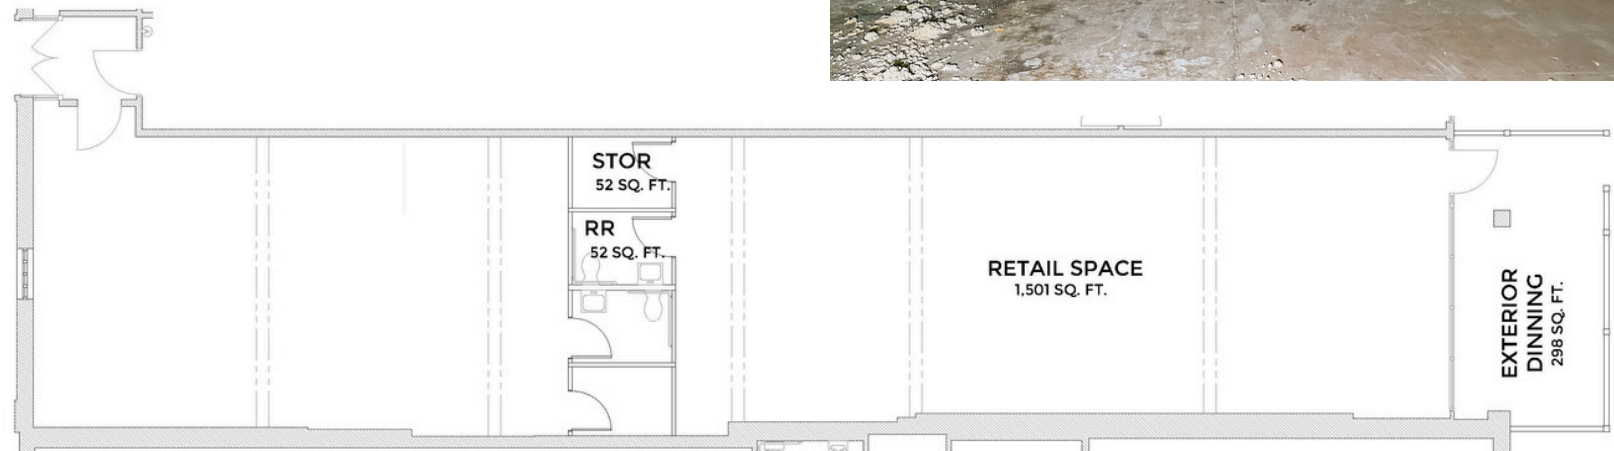 STOR
52 SQ. FT.
RR
52 SQ. FT.
RETAIL SPACE
1,501 SQ. FT.
EXTERIOR
DINNING
298 SQ. FT.